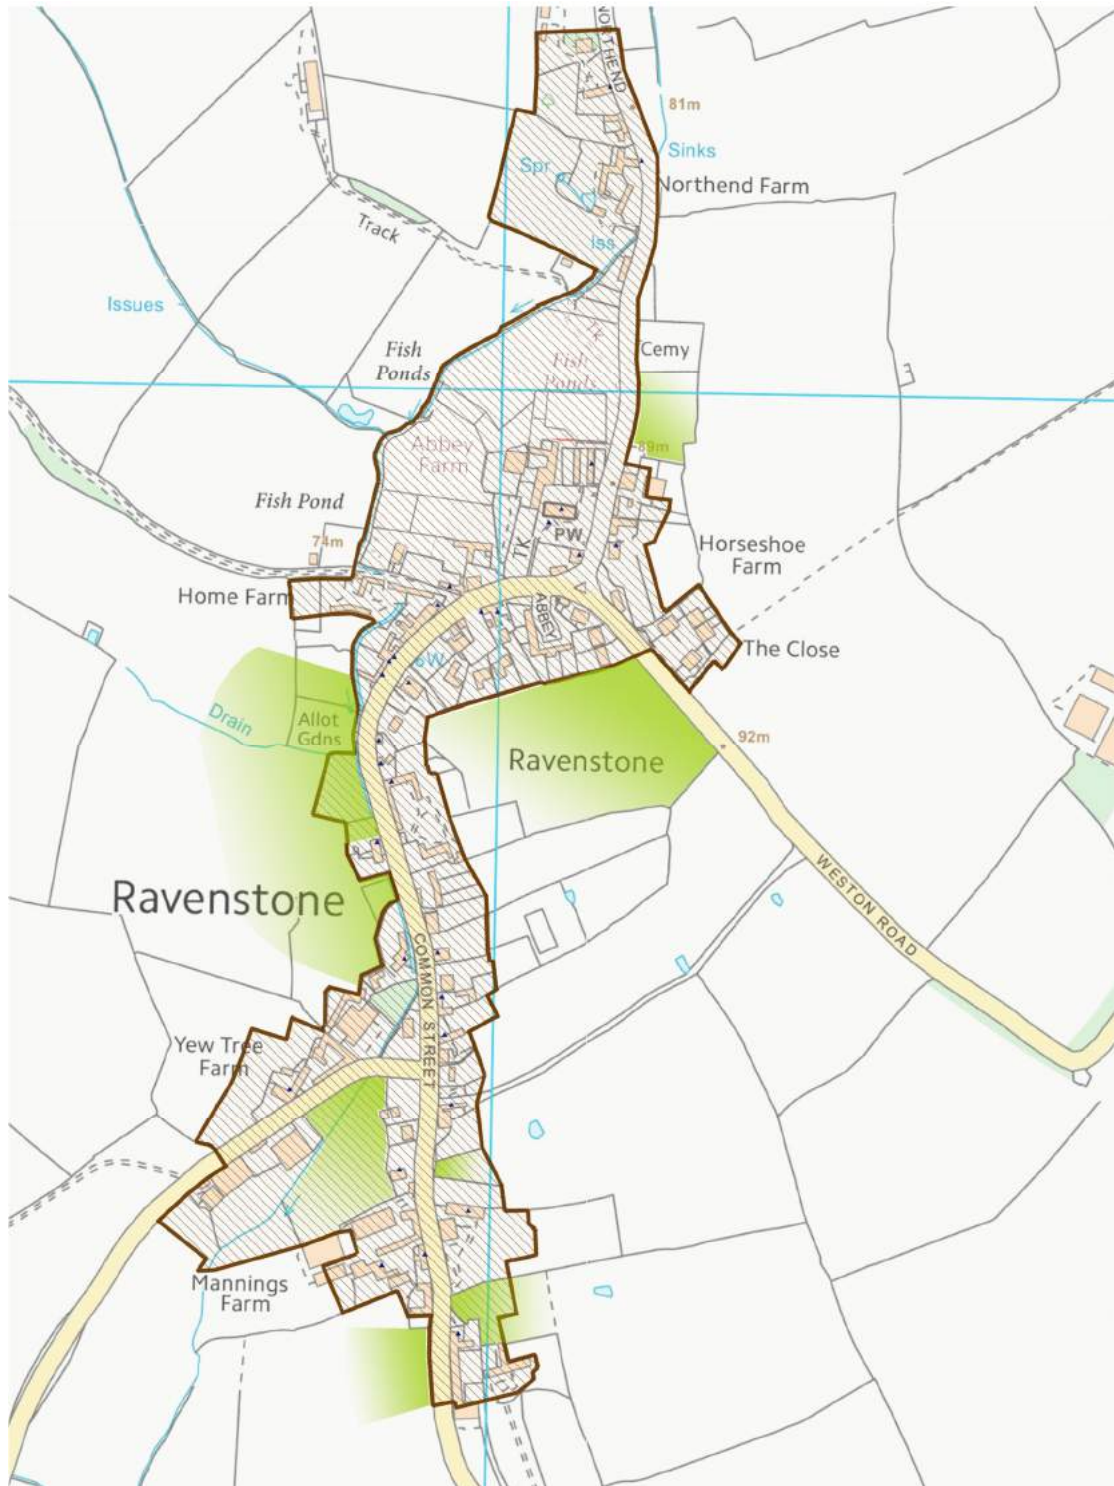 NORTHEND
81m
Sinks
Spr
Northend Farm
Track
Iss
Issues
Cemy
Fish
Ponds
Fish
Ponds
TK
Abbey
Farm
89m
Fish Pond
PW
TK
74m
Horseshoe
Farm
Home Farm
ABBEY
The Close
W
Drain
Allot
Gdns
92m
Ravenstone
WESTON ROAD
Ravenstone
COMMON STREET
Yew Tree
Farm
Mannings
Farm